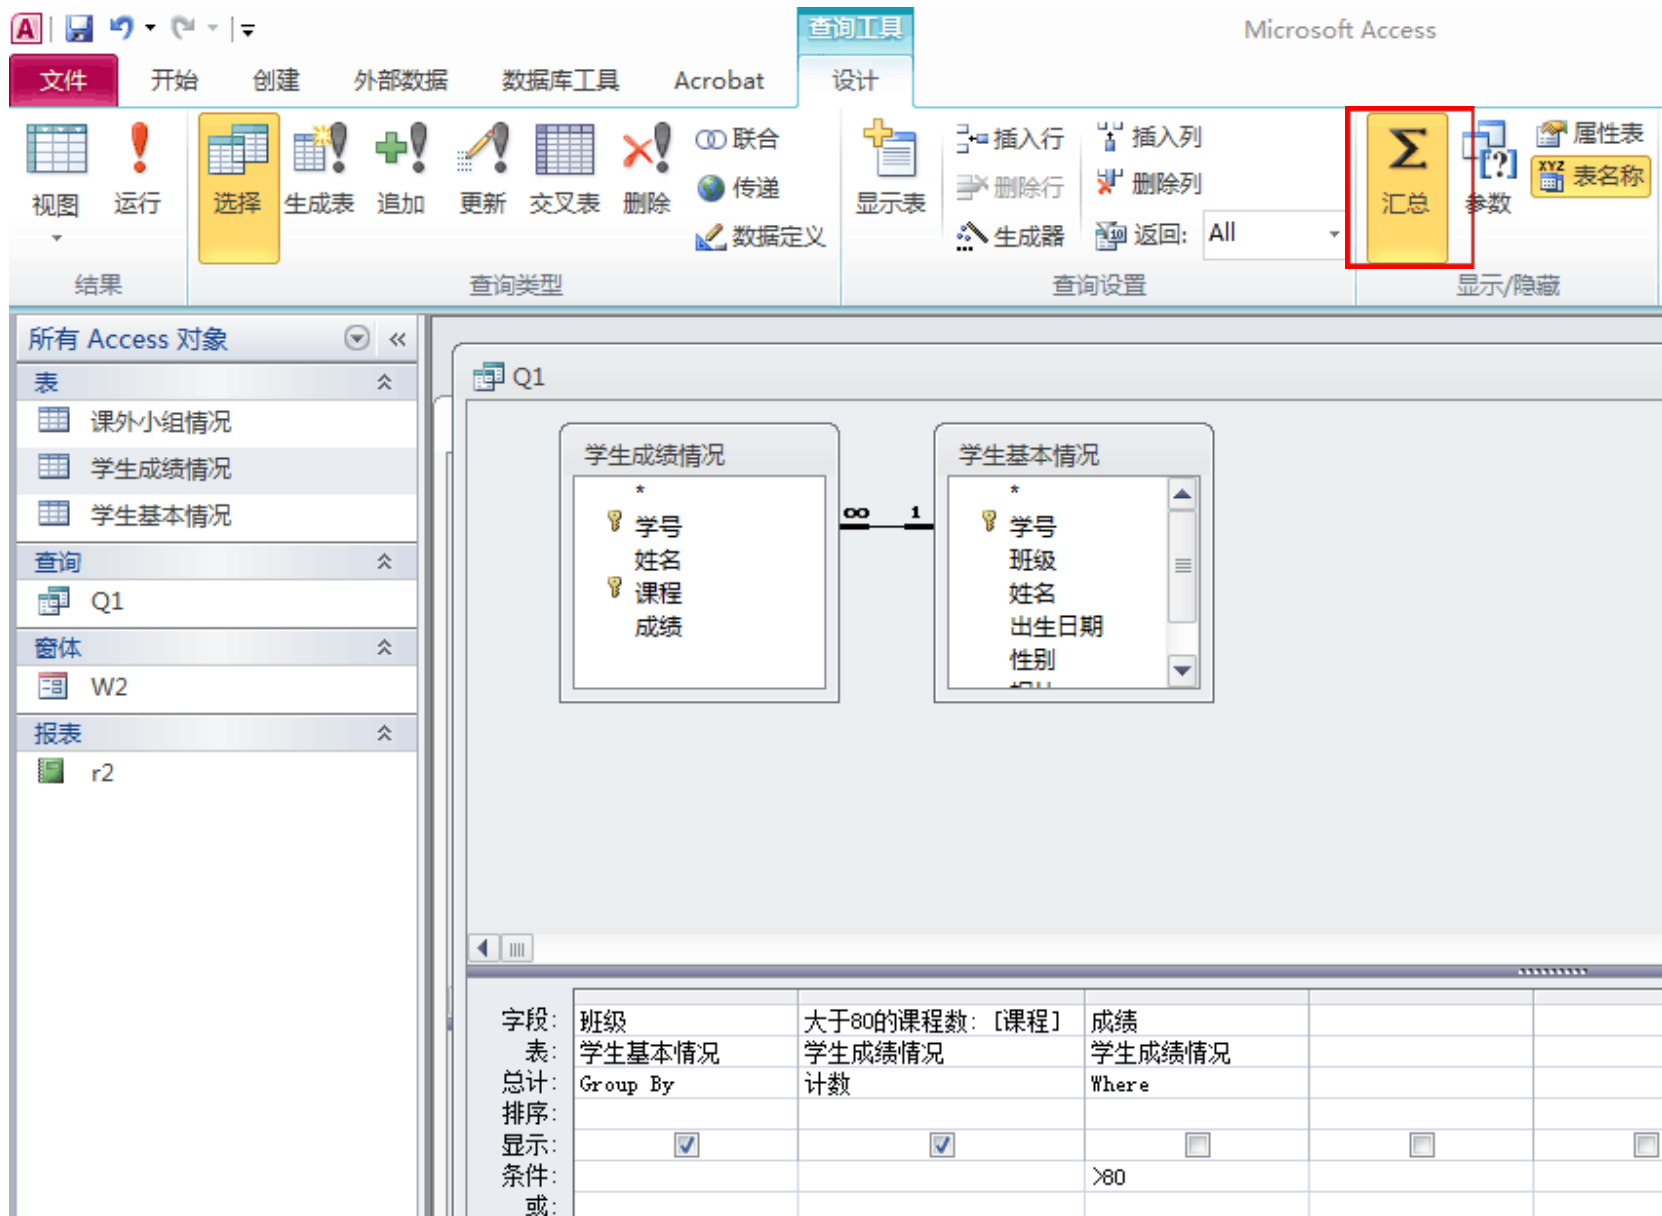 查询工具
Microsoft Access
文件 开始 创建 外部数据 数据库工具 Acrobat 设计
视图 运行 选择 生成表 追加 更新 交叉表 删除
联合
传递
数据定义
显示表
插入行
删除行
生成器
插入列
删除列
返回: All
汇总 参数
属性表
表名称
结果 查询类型 查询设置 显示/隐藏
所有 Access 对象
表
课外小组情况
学生成绩情况
学生基本情况
查询
Q1
窗体
W2
报表
r2
Q1
学生成绩情况
*
学号
姓名
课程
成绩
∞ 1
学生基本情况
*
学号
班级
姓名
出生日期
性别
字段: 班级 大于80的课程数: [课程] 成绩
表: 学生基本情况 学生成绩情况 学生成绩情况
总计: Group By 计数 Where
排序:
显示:
条件: >80
或: